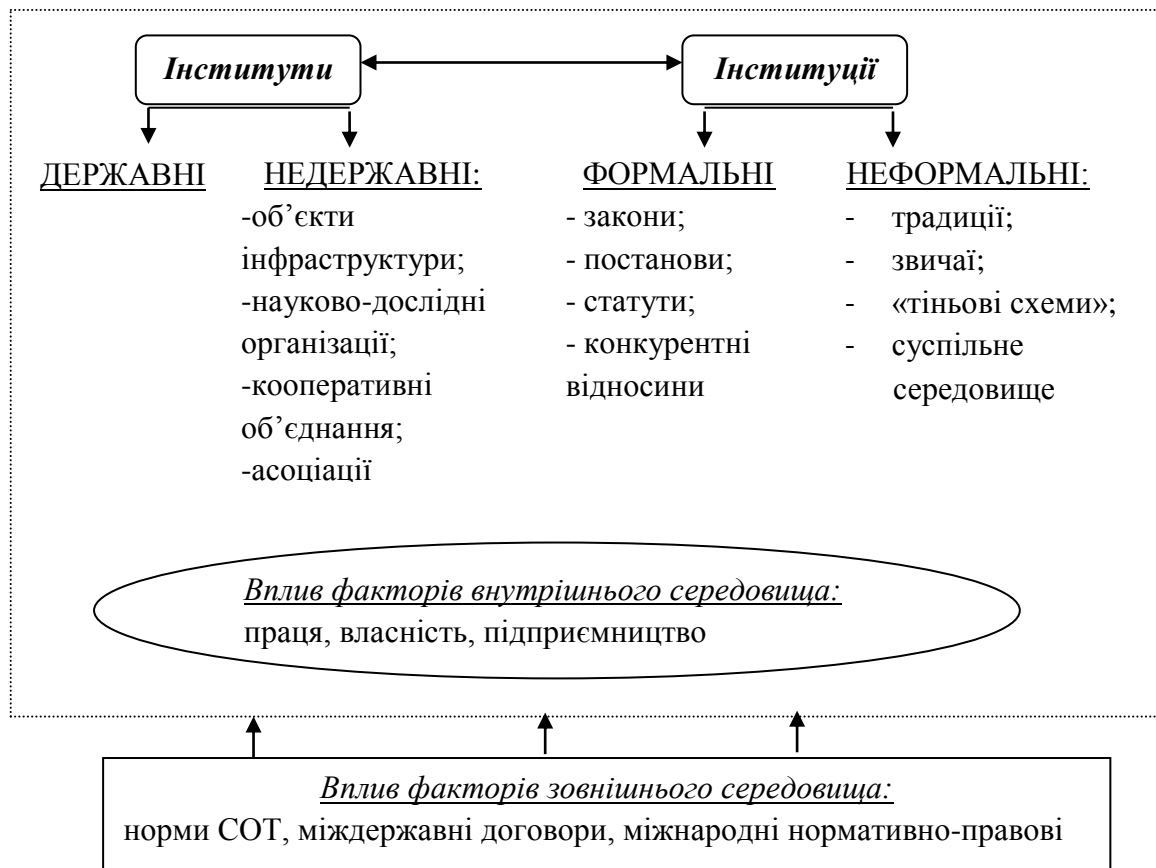 Інститути
Інституції
ДЕРЖАВНІ
НЕДЕРЖАВНІ:
-об’єкти
інфраструктури;
-науково-дослідні
організації;
-кооперативні
об’єднання;
-асоціації
ФОРМАЛЬНІ
- закони;
- постанови;
- статути;
- конкурентні
відносини
НЕФОРМАЛЬНІ:
- традиції;
- звичаї;
- «тіньові схеми»;
- суспільне
середовище
Вплив факторів внутрішнього середовища:
праця, власність, підприємництво
Вплив факторів зовнішнього середовища:
норми СОТ, міждержавні договори, міжнародні нормативно-правові